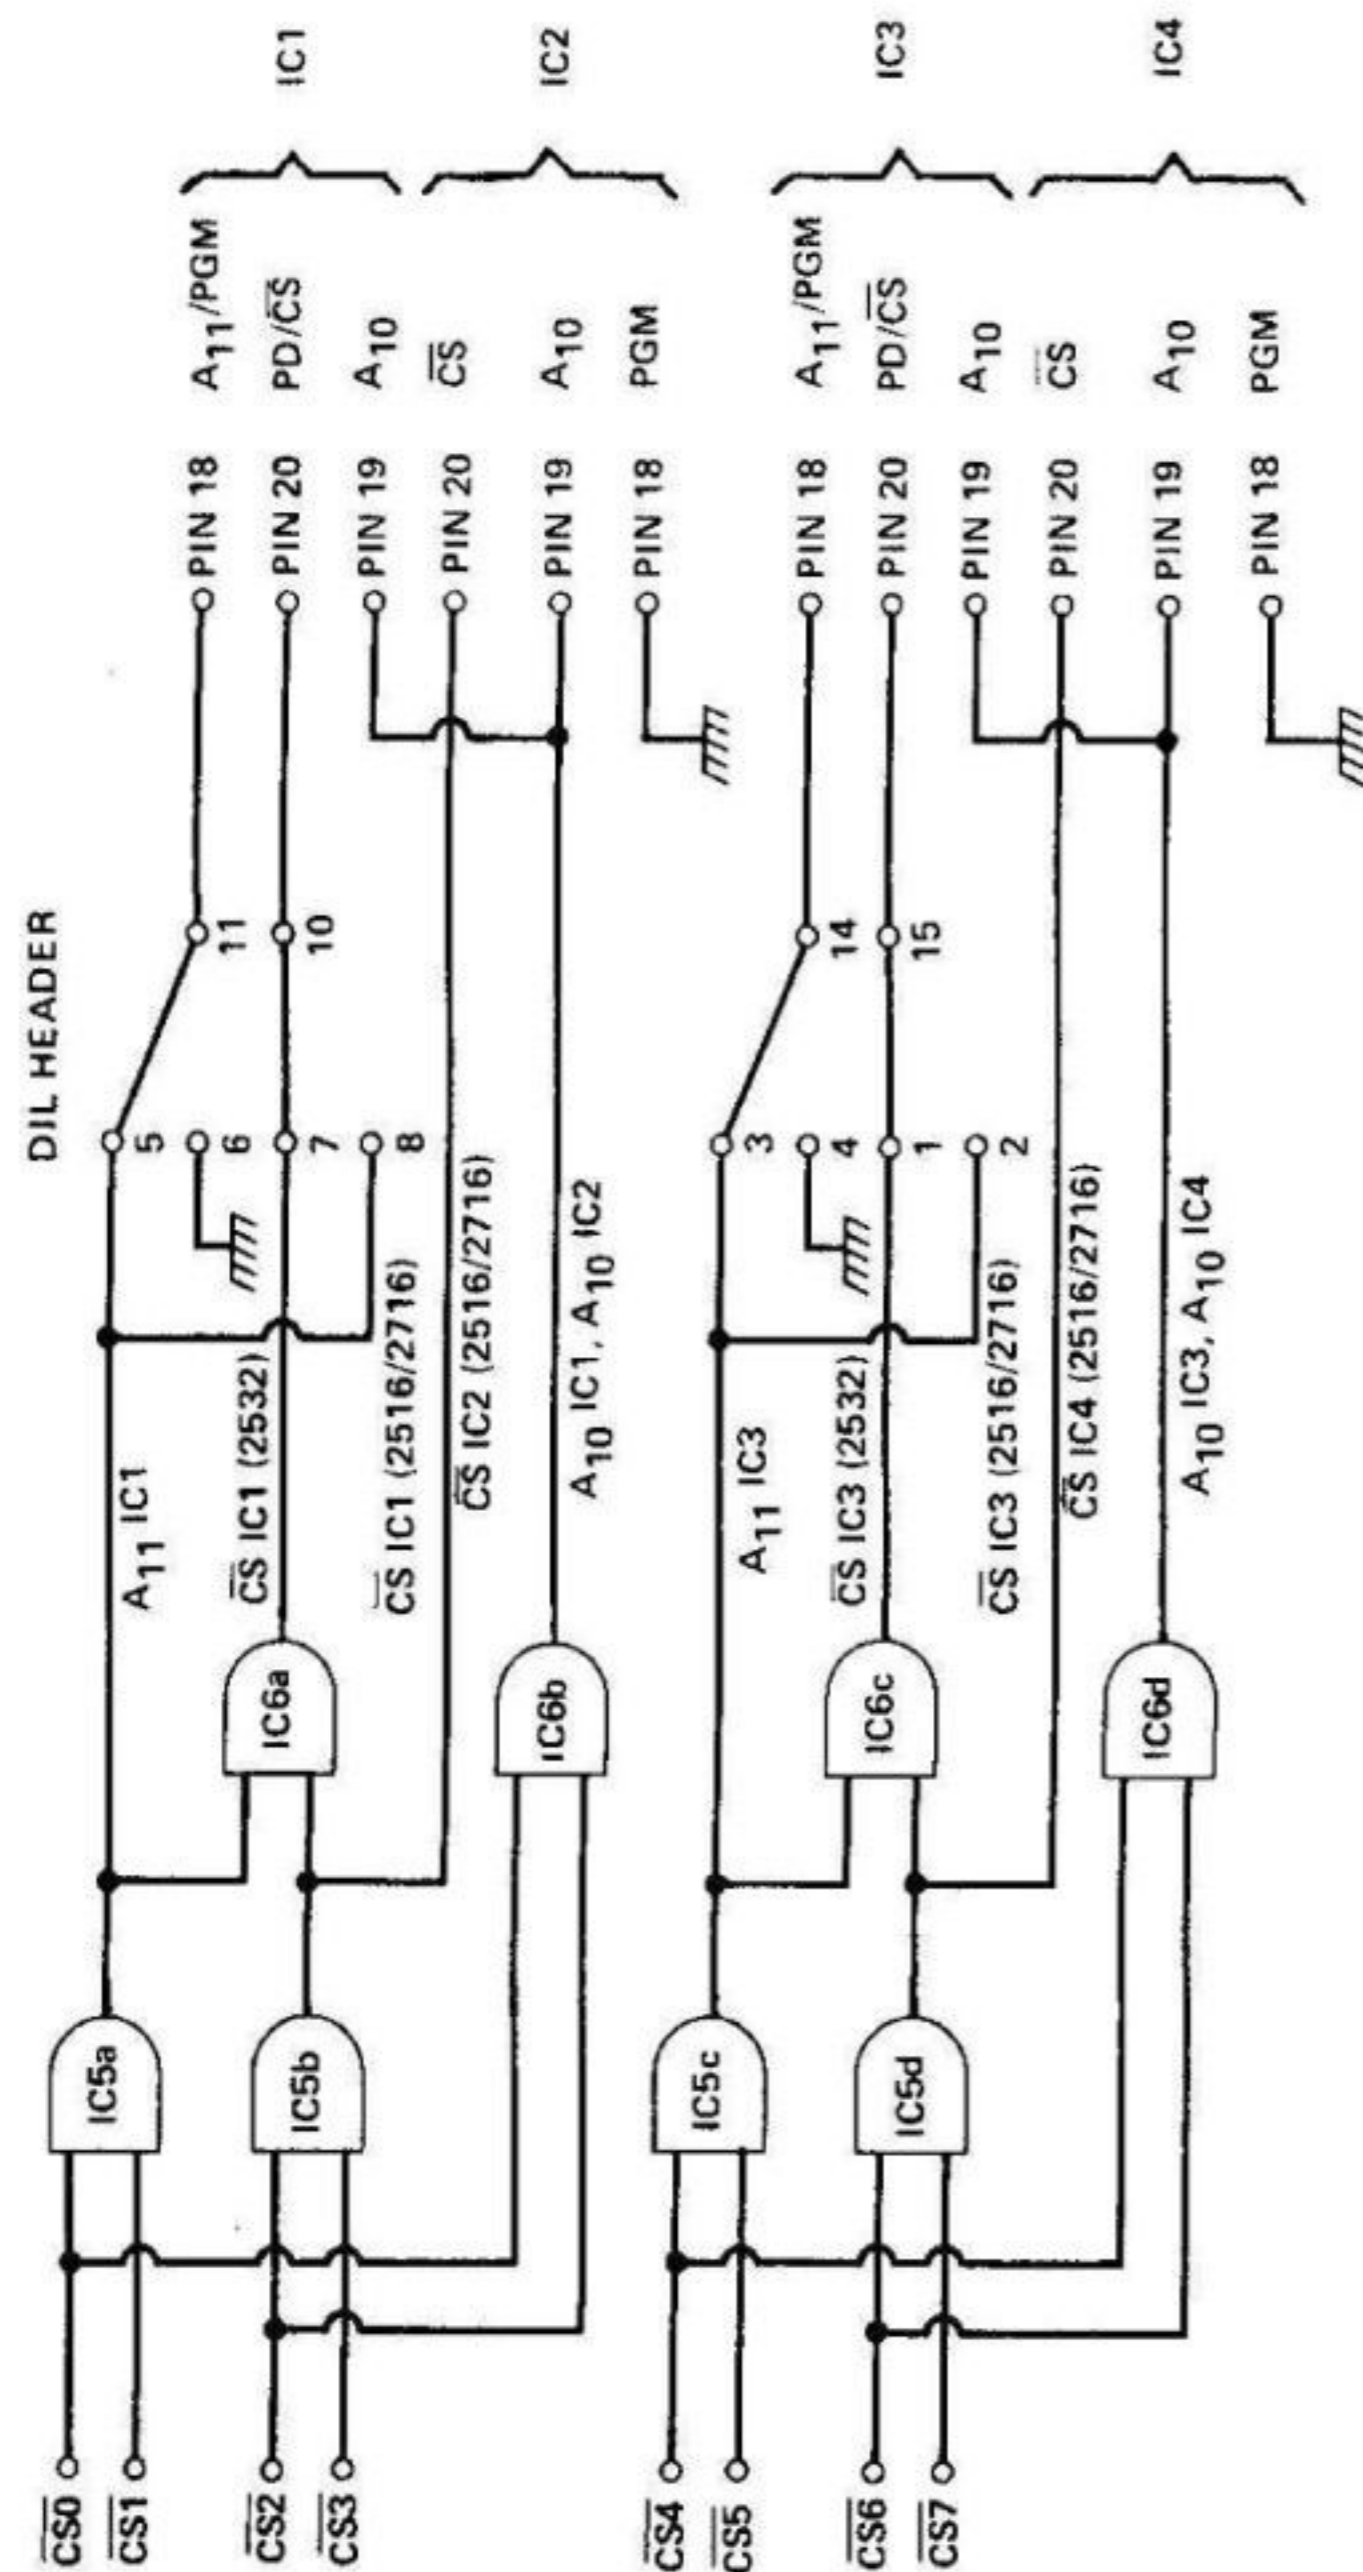 DIL HEADER
CS0
CS1
CS2
CS3
IC5a
IC5b
IC6a
IC6b
A11 IC1
CS IC1 (2532)
CS IC1 (2516/2716)
CS IC2 (2516/2716)
A10 IC1, A10 IC2
5
6
7
8
11
10
PIN 18 A11/PGM
PIN 20 PD/CS
PIN 19 A10
IC1
PIN 20 CS
PIN 19 A10
PIN 18 PGM
IC2
CS4
CS5
CS6
CS7
IC5c
IC5d
IC6c
IC6d
A11 IC3
CS IC3 (2532)
CS IC3 (2516/2716)
CS IC4 (2516/2716)
A10 IC3, A10 IC4
3
4
1
2
14
15
PIN 18 A11/PGM
PIN 20 PD/CS
PIN 19 A10
IC3
PIN 20 CS
PIN 19 A10
PIN 18 PGM
IC4